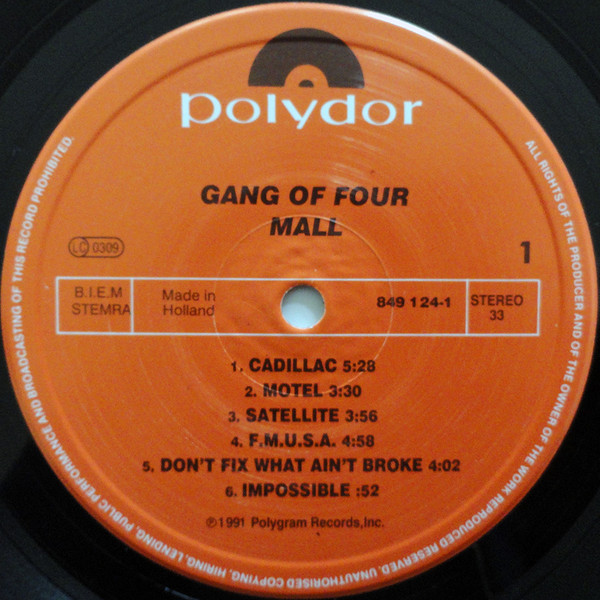 polydor
GANG OF FOUR
MALL
LC 0309
1
B.I.E.M
STEMRA
Made in
Holland
849 124-1
STEREO
33
1. CADILLAC 5:28
2. MOTEL 3:30
3. SATELLITE 3:56
4. F.M.U.S.A. 4:58
5. DON'T FIX WHAT AIN'T BROKE 4:02
6. IMPOSSIBLE :52
℗1991 Polygram Records,Inc.
ALL RIGHTS OF THE PRODUCER AND OF THE OWNER OF THE WORK REPRODUCED RESERVED. UNAUTHORISED COPYING, HIRING, LENDING, PUBLIC PERFORMANCE AND BROADCASTING OF THIS RECORD PROHIBITED.